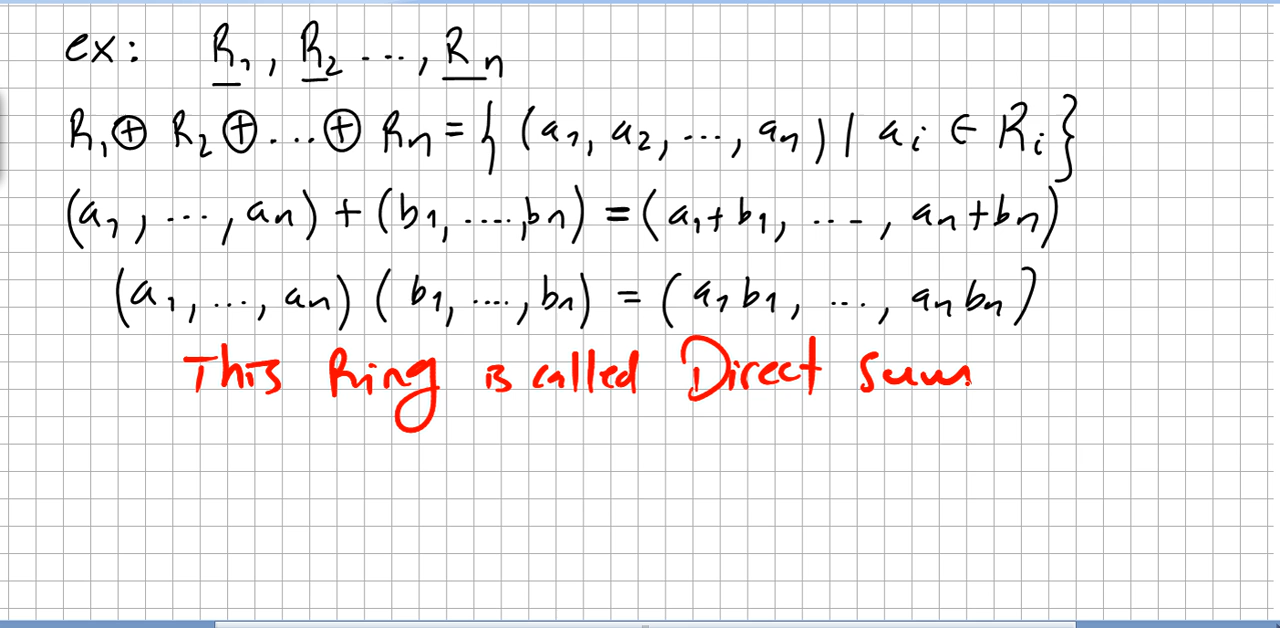 ex: R₁, R₂ ..., Rn
R₁ ⊕ R₂ ⊕ ... ⊕ Rn = { (a₁, a₂, ..., an) | ai ∈ Ri }
(a₁, ..., an) + (b₁, ..., bn) = (a₁+b₁, ..., an+bn)
(a₁, ..., an) (b₁, ..., bn) = (a₁b₁, ..., anbn)
This Ring is called Direct sum.